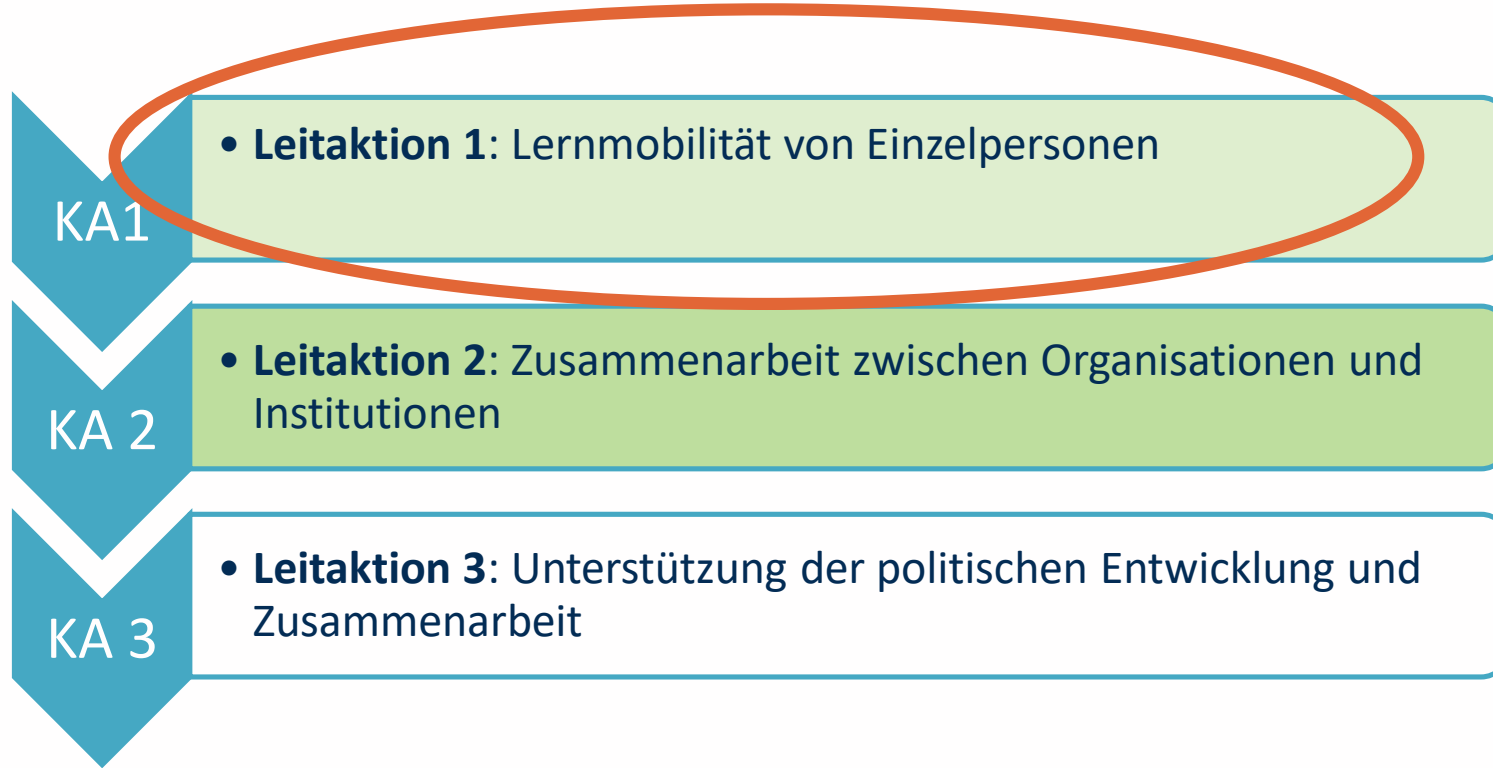 KA1
• Leitaktion 1: Lernmobilität von Einzelpersonen
KA 2
• Leitaktion 2: Zusammenarbeit zwischen Organisationen und
Institutionen
KA 3
• Leitaktion 3: Unterstützung der politischen Entwicklung und
Zusammenarbeit